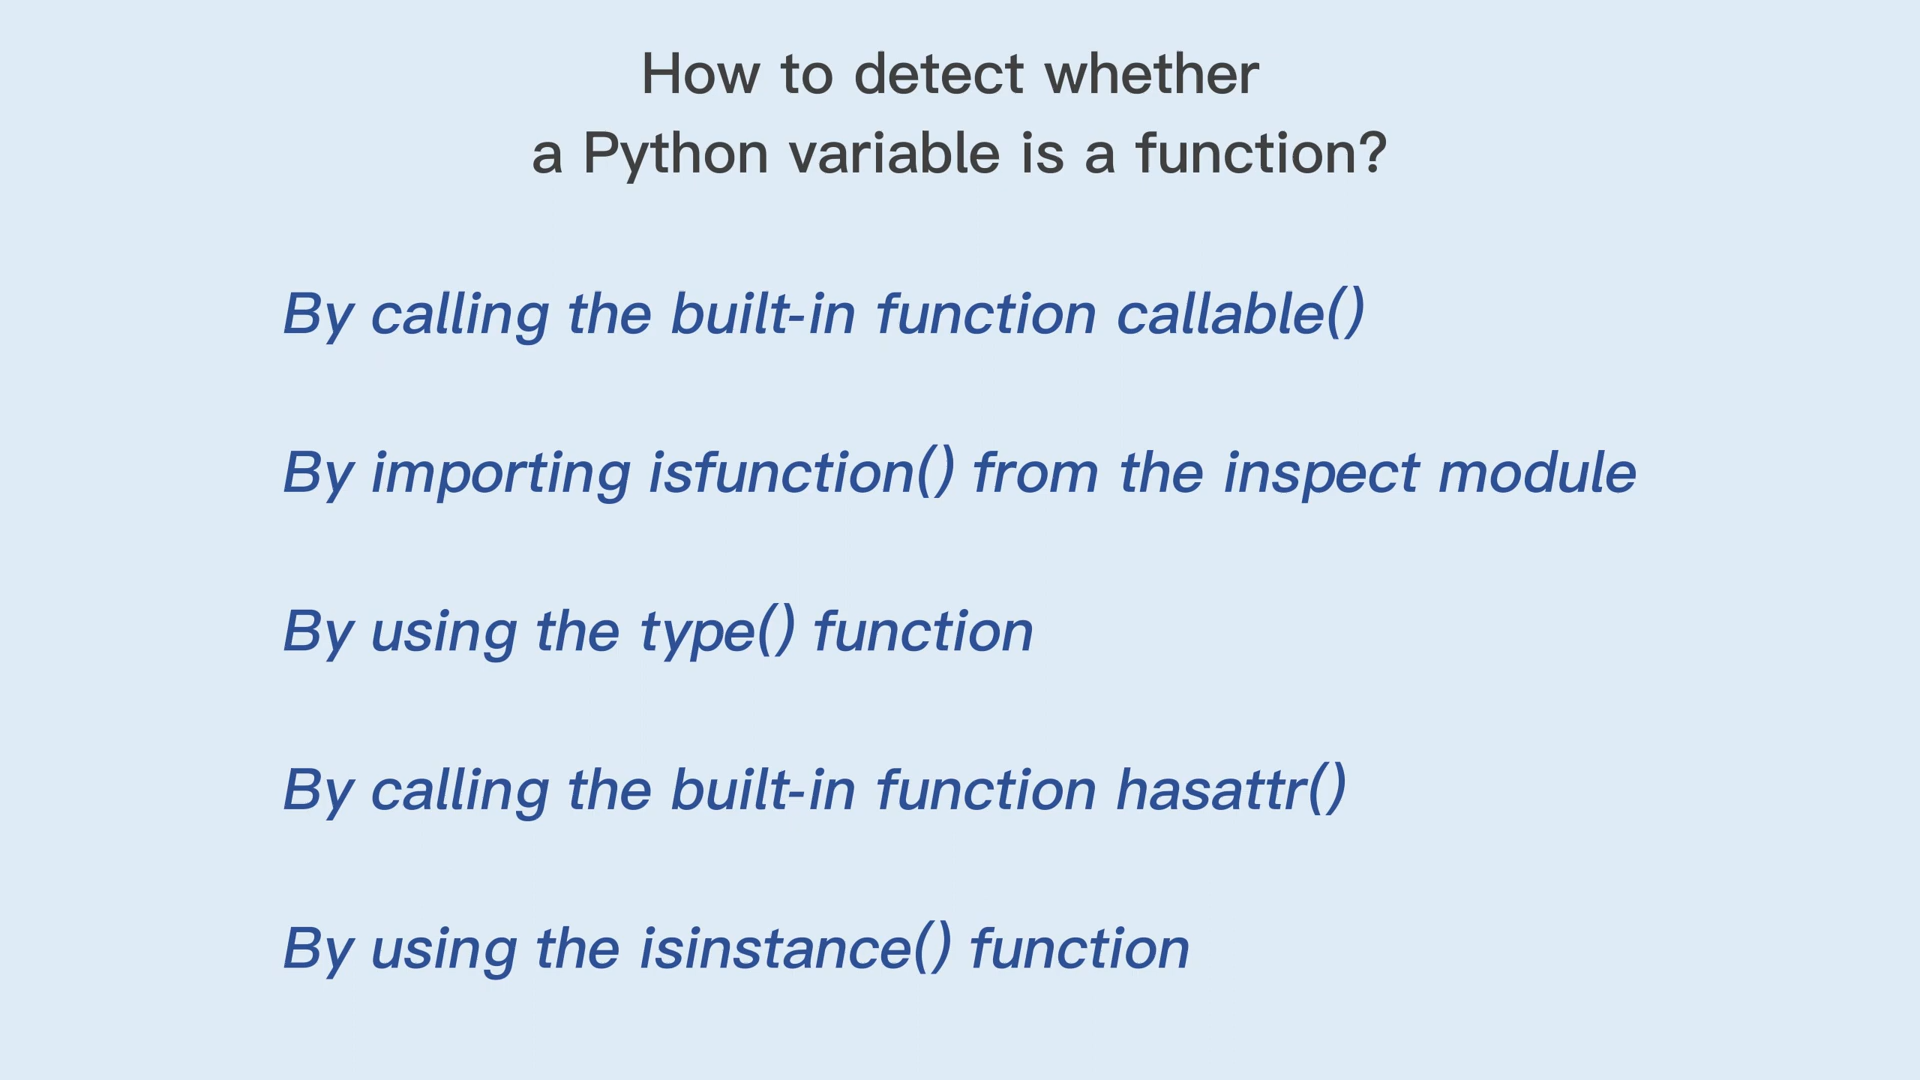 How to detect whether
a Python variable is a function?
By calling the built-in function callable()
By importing isfunction() from the inspect module
By using the type() function
By calling the built-in function hasattr()
By using the isinstance() function